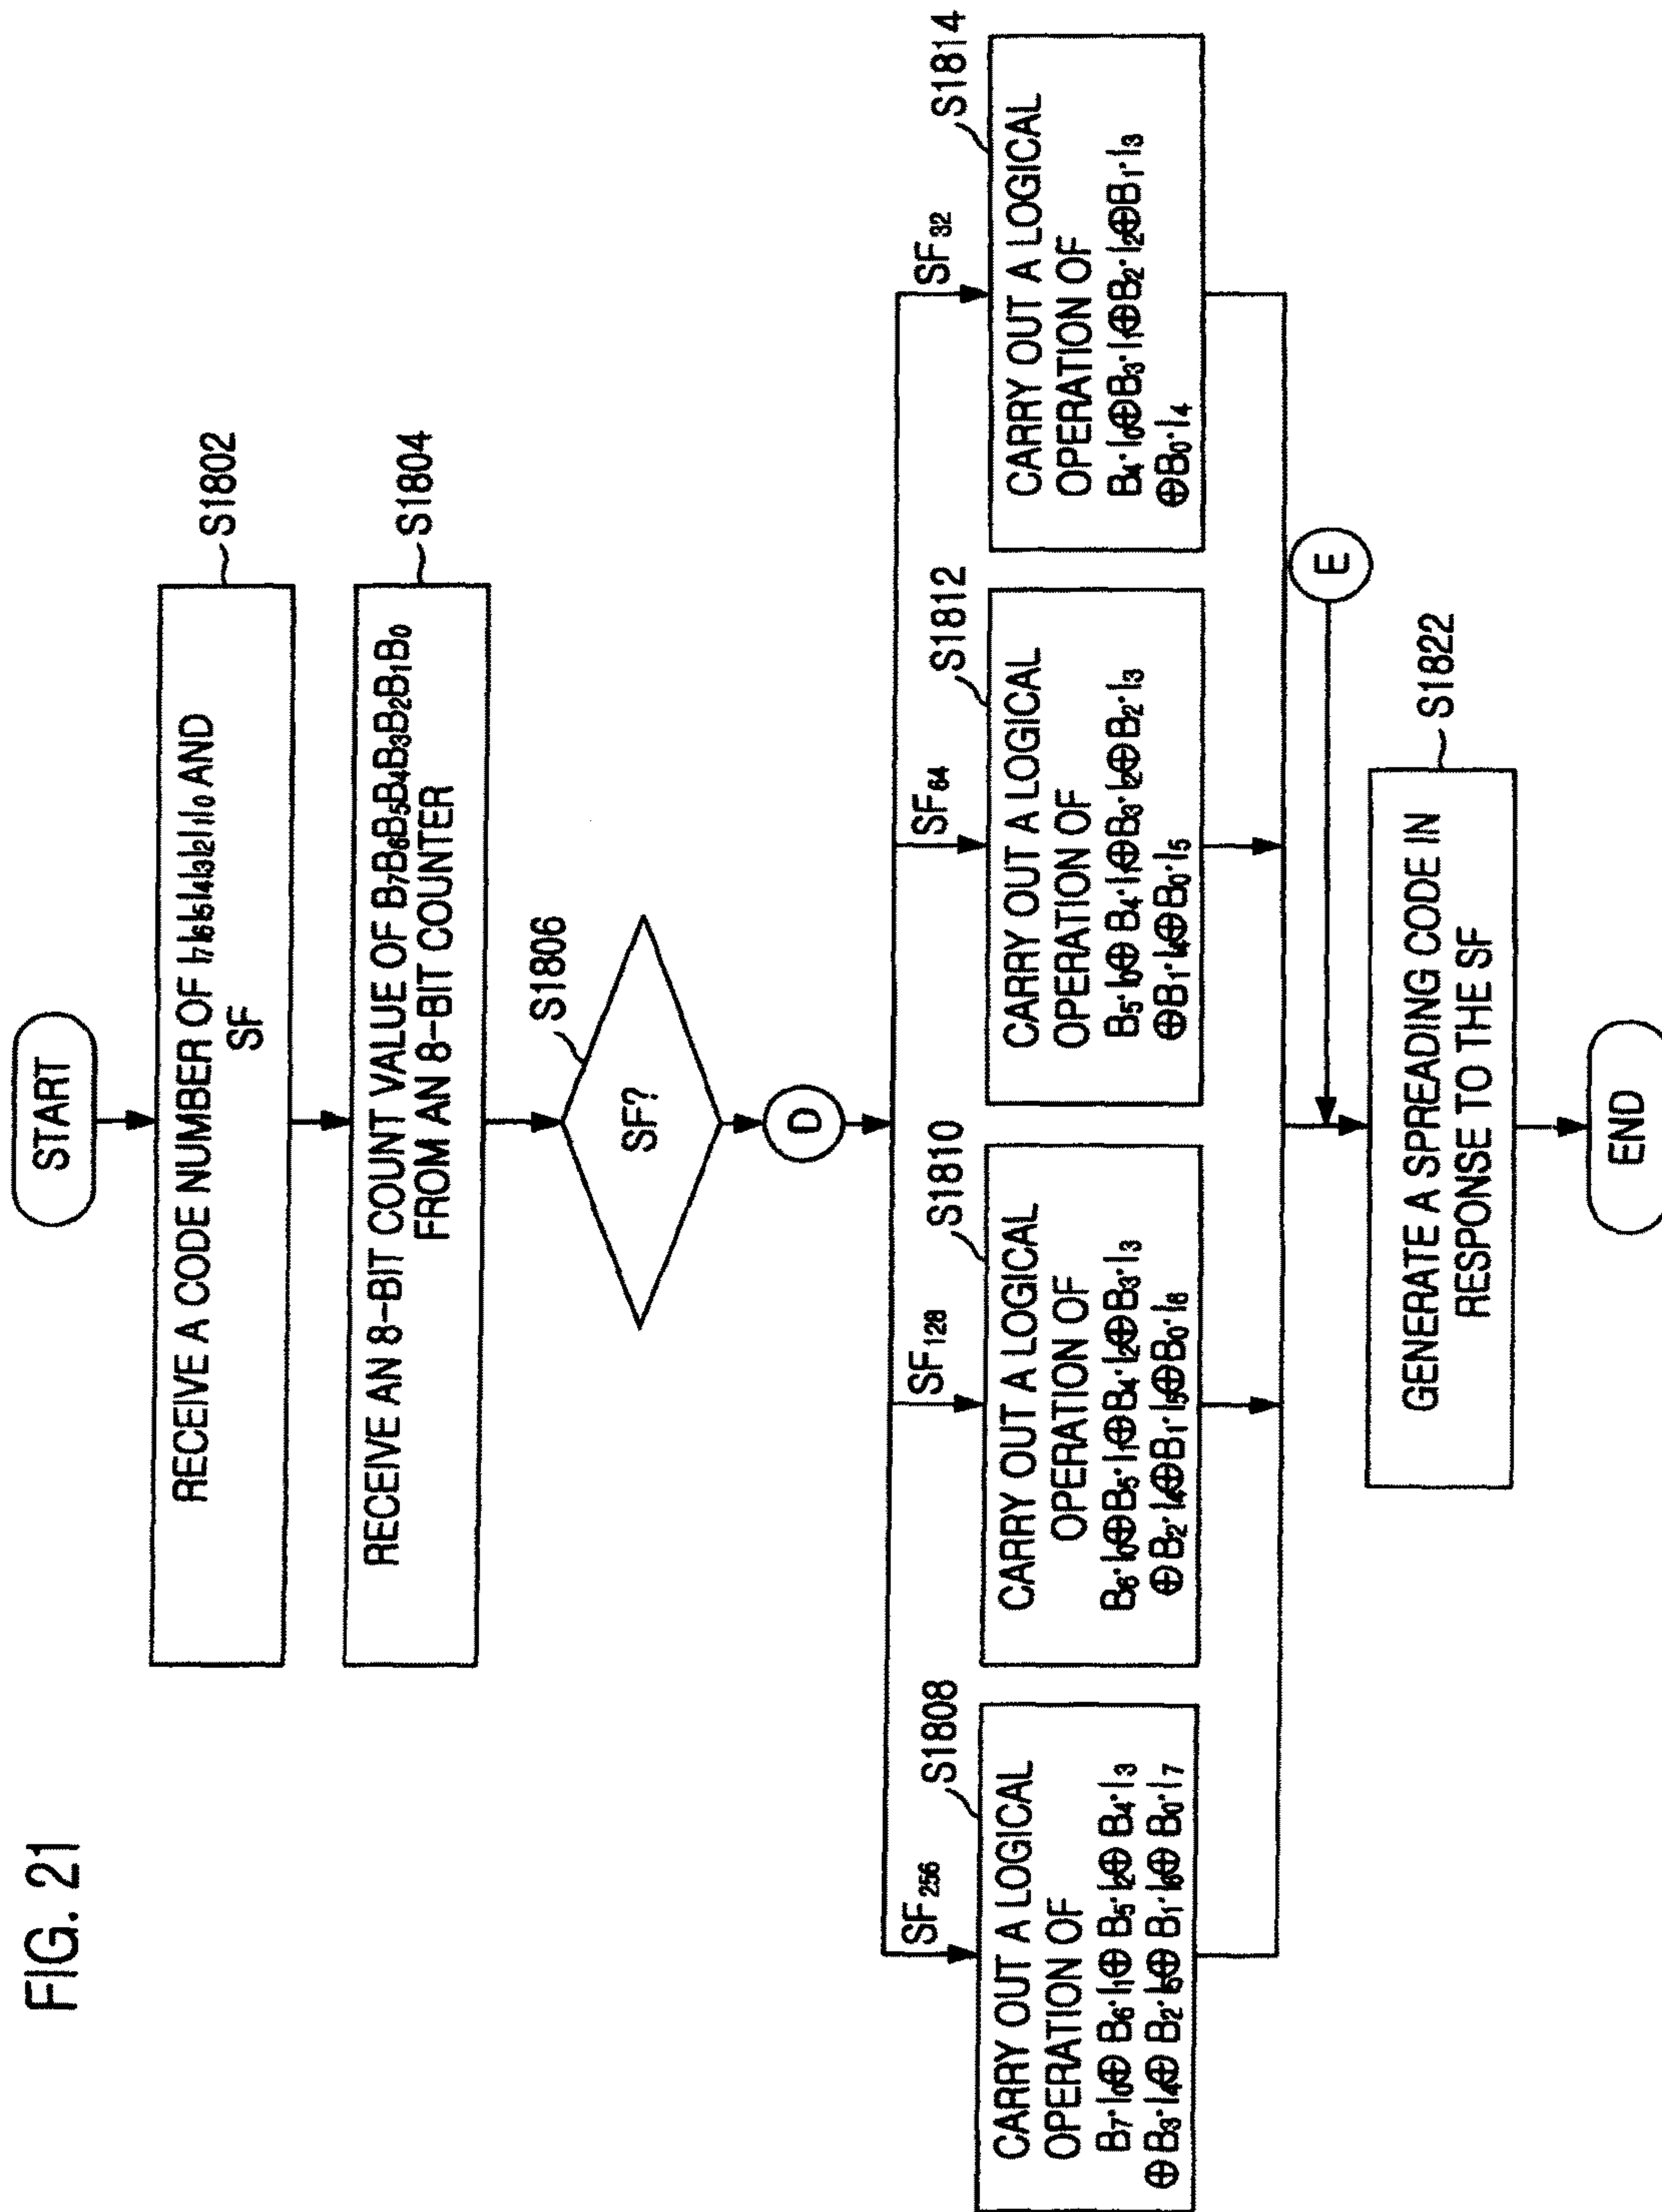 FIG. 21
START
RECEIVE A CODE NUMBER OF I₇I₆I₅I₄I₃I₂I₁I₀ AND
SF
S1802
RECEIVE AN 8-BIT COUNT VALUE OF B₇B₆B₅B₄B₃B₂B₁B₀
FROM AN 8-BIT COUNTER
S1804
SF?
S1806
D
SF₂₅₆
S1808
CARRY OUT A LOGICAL
OPERATION OF
B₇·I₀⊕B₆·I₁⊕B₅·I₂⊕B₄·I₃
⊕B₃·I₄⊕B₂·I₅⊕B₁·I₆⊕B₀·I₇
SF₁₂₈
S1810
CARRY OUT A LOGICAL
OPERATION OF
B₆·I₀⊕B₅·I₁⊕B₄·I₂⊕B₃·I₃
⊕B₂·I₄⊕B₁·I₅⊕B₀·I₆
SF₆₄
S1812
CARRY OUT A LOGICAL
OPERATION OF
B₅·I₀⊕B₄·I₁⊕B₃·I₂⊕B₂·I₃
⊕B₁·I₄⊕B₀·I₅
SF₃₂
S1814
CARRY OUT A LOGICAL
OPERATION OF
B₄·I₀⊕B₃·I₁⊕B₂·I₂⊕B₁·I₃
⊕B₀·I₄
E
S1822
GENERATE A SPREADING CODE IN
RESPONSE TO THE SF
END